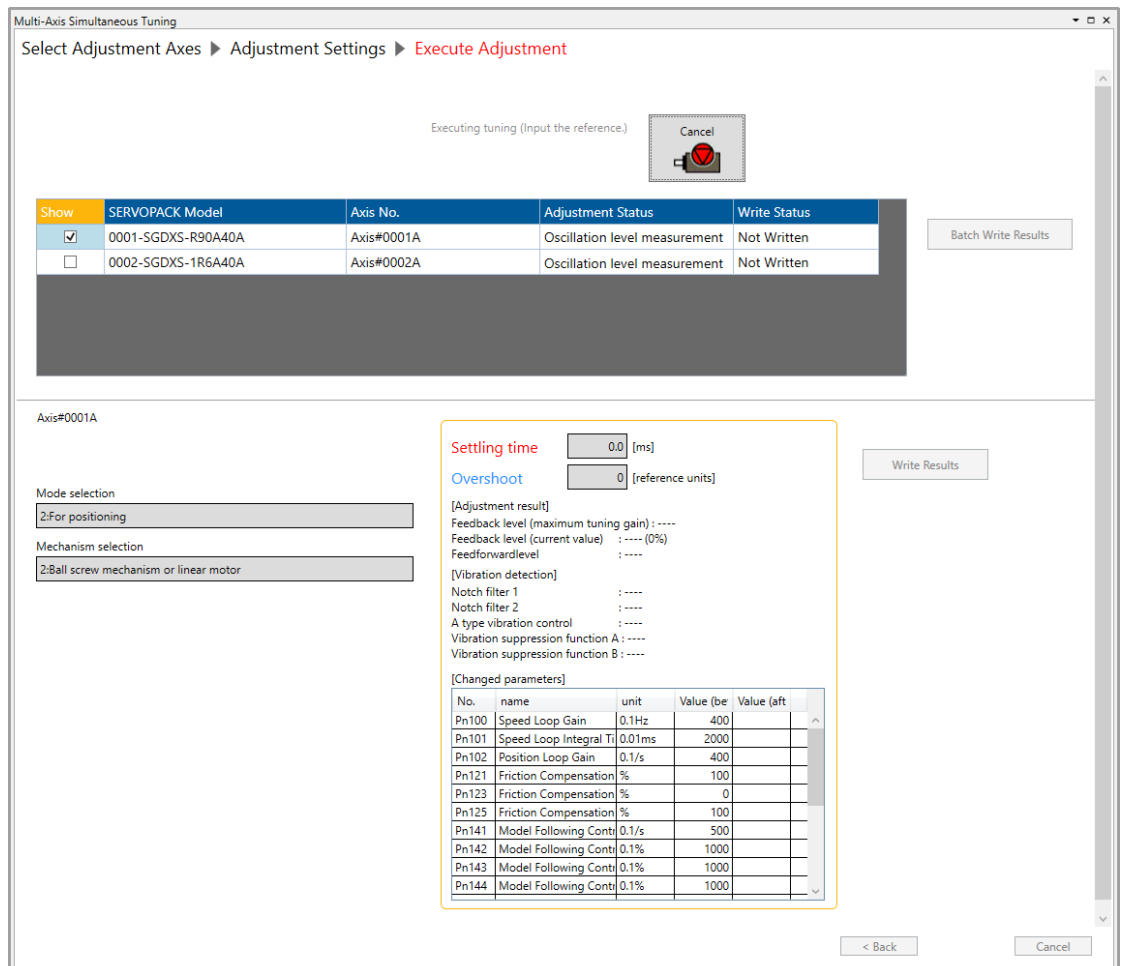 Multi-Axis Simultaneous Tuning
Select Adjustment Axes ▶ Adjustment Settings ▶ Execute Adjustment
Executing tuning (Input the reference.)
Cancel
Show SERVOPACK Model Axis No. Adjustment Status Write Status
0001-SGDXS-R90A40A Axis#0001A Oscillation level measurement Not Written
Batch Write Results
0002-SGDXS-1R6A40A Axis#0002A Oscillation level measurement Not Written
Axis#0001A
Mode selection
2:For positioning
Mechanism selection
2:Ball screw mechanism or linear motor
Settling time 0.0 [ms]
Overshoot 0 [reference units]
Write Results
[Adjustment result]
Feedback level (maximum tuning gain) : ----
Feedback level (current value) : ---- (0%)
Feedforwardlevel : ----
[Vibration detection]
Notch filter 1 : ----
Notch filter 2 : ----
A type vibration control : ----
Vibration suppression function A : ----
Vibration suppression function B : ----
[Changed parameters]
No. name unit Value (be Value (aft
Pn100 Speed Loop Gain 0.1Hz 400
Pn101 Speed Loop Integral Ti 0.01ms 2000
Pn102 Position Loop Gain 0.1/s 400
Pn121 Friction Compensation % 100
Pn123 Friction Compensation % 0
Pn125 Friction Compensation % 100
Pn141 Model Following Contr 0.1/s 500
Pn142 Model Following Contr 0.1% 1000
Pn143 Model Following Contr 0.1% 1000
Pn144 Model Following Contr 0.1% 1000
< Back Cancel